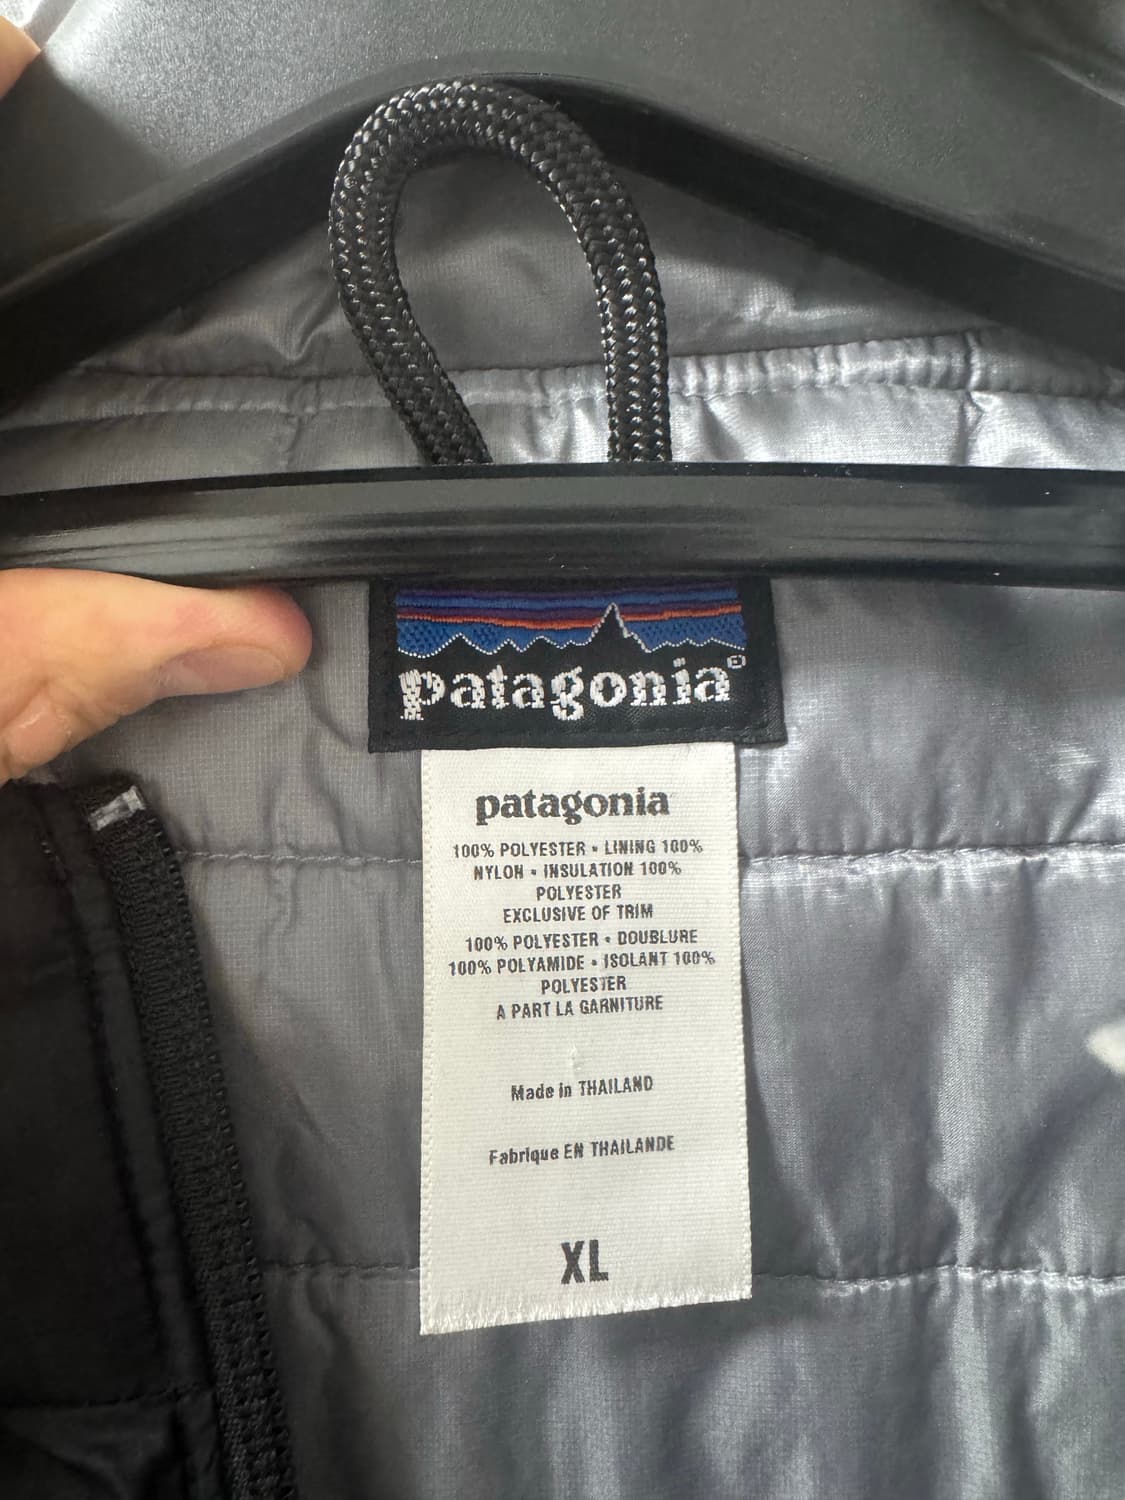 patagonia®
patagonia
100% POLYESTER • LINING 100%
NYLON • INSULATION 100%
POLYESTER
EXCLUSIVE OF TRIM
100% POLYESTER • DOUBLURE
100% POLYAMIDE • ISOLANT 100%
POLYESTER
A PART LA GARNITURE
Made in THAILAND
Fabrique EN THAILANDE
XL